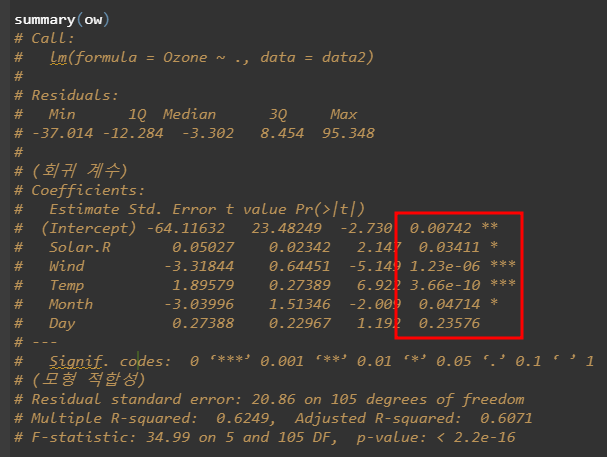 summary(ow)
# Call:
#   lm(formula = Ozone ~ ., data = data2)
#
# Residuals:
#   Min      1Q  Median      3Q     Max
# -37.014 -12.284  -3.302   8.454  95.348
#
# (회귀 계수)
# Coefficients:
#   Estimate Std. Error t value Pr(>|t|)
#  (Intercept) -64.11632   23.48249  -2.730  0.00742 **
#   Solar.R       0.05027    0.02342   2.147  0.03411 *
#   Wind         -3.31844    0.64451  -5.149 1.23e-06 ***
#   Temp          1.89579    0.27389   6.922 3.66e-10 ***
#   Month        -3.03996    1.51346  -2.009  0.04714 *
#   Day           0.27388    0.22967   1.192  0.23576
# ---
#   Signif. codes:  0 ‘***’ 0.001 ‘**’ 0.01 ‘*’ 0.05 ‘.’ 0.1 ‘ ’ 1
# (모형 적합성)
# Residual standard error: 20.86 on 105 degrees of freedom
# Multiple R-squared:  0.6249,  Adjusted R-squared:  0.6071
# F-statistic: 34.99 on 5 and 105 DF,  p-value: < 2.2e-16